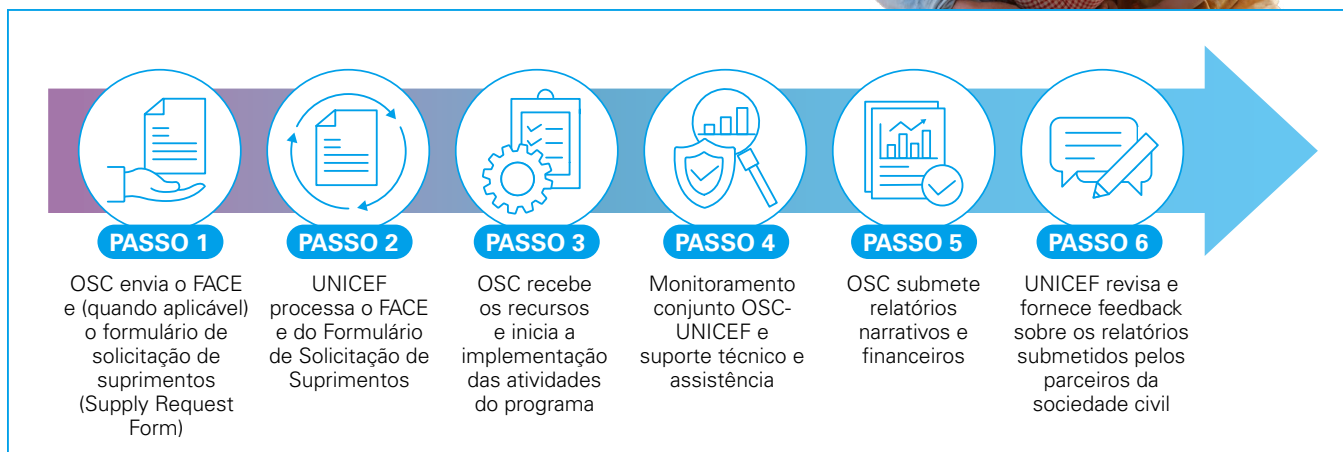 PASSO 1
OSC envia o FACE
e (quando aplicável)
o formulário de
solicitação de
suprimentos
(Supply Request
Form)
PASSO 2
UNICEF
processa o FACE
e do Formulário
de Solicitação de
Suprimentos
PASSO 3
OSC recebe
os recursos
e inicia a
implementação
das atividades
do programa
PASSO 4
Monitoramento
conjunto OSC-
UNICEF e
suporte técnico e
assistência
PASSO 5
OSC submete
relatórios
narrativos e
financeiros
PASSO 6
UNICEF revisa e
fornece feedback
sobre os relatórios
submetidos pelos
parceiros da
sociedade civil